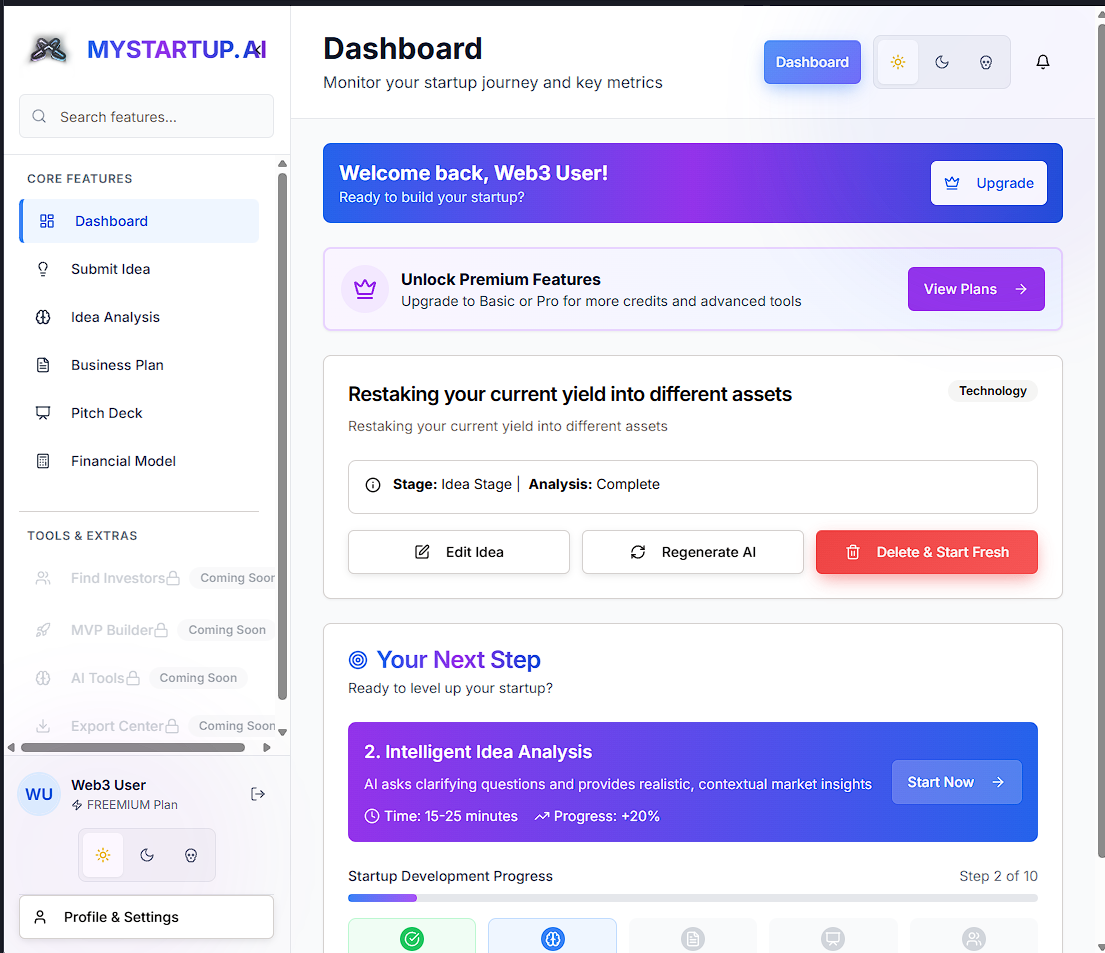 MYSTARTUP.AI
Search features...
CORE FEATURES
Dashboard
Submit Idea
Idea Analysis
Business Plan
Pitch Deck
Financial Model
TOOLS & EXTRAS
Find Investors Coming Soon
MVP Builder Coming Soon
AI Tools Coming Soon
Export Center Coming Soon
WU
Web3 User
FREEMIUM Plan
Profile & Settings
Dashboard
Monitor your startup journey and key metrics
Dashboard
Welcome back, Web3 User!
Ready to build your startup?
Upgrade
Unlock Premium Features
Upgrade to Basic or Pro for more credits and advanced tools
View Plans
Restaking your current yield into different assets
Technology
Restaking your current yield into different assets
Stage: Idea Stage | Analysis: Complete
Edit Idea
Regenerate AI
Delete & Start Fresh
Your Next Step
Ready to level up your startup?
2. Intelligent Idea Analysis
AI asks clarifying questions and provides realistic, contextual market insights
Time: 15-25 minutes Progress: +20%
Start Now
Startup Development Progress
Step 2 of 10